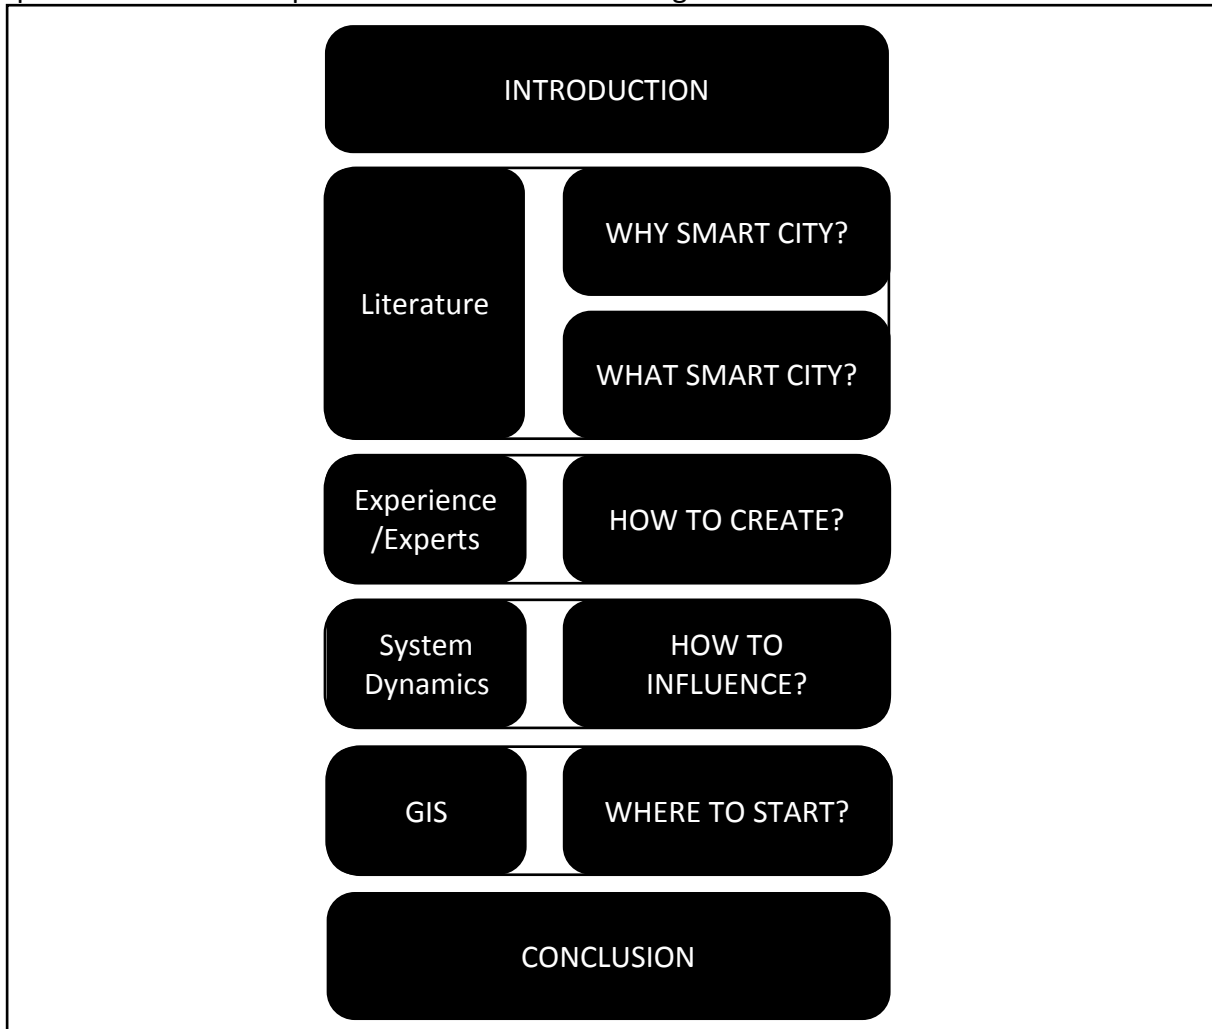 INTRODUCTION
Literature
WHY SMART CITY?
WHAT SMART CITY?
Experience
/Experts
HOW TO CREATE?
System
Dynamics
HOW TO
INFLUENCE?
GIS
WHERE TO START?
CONCLUSION